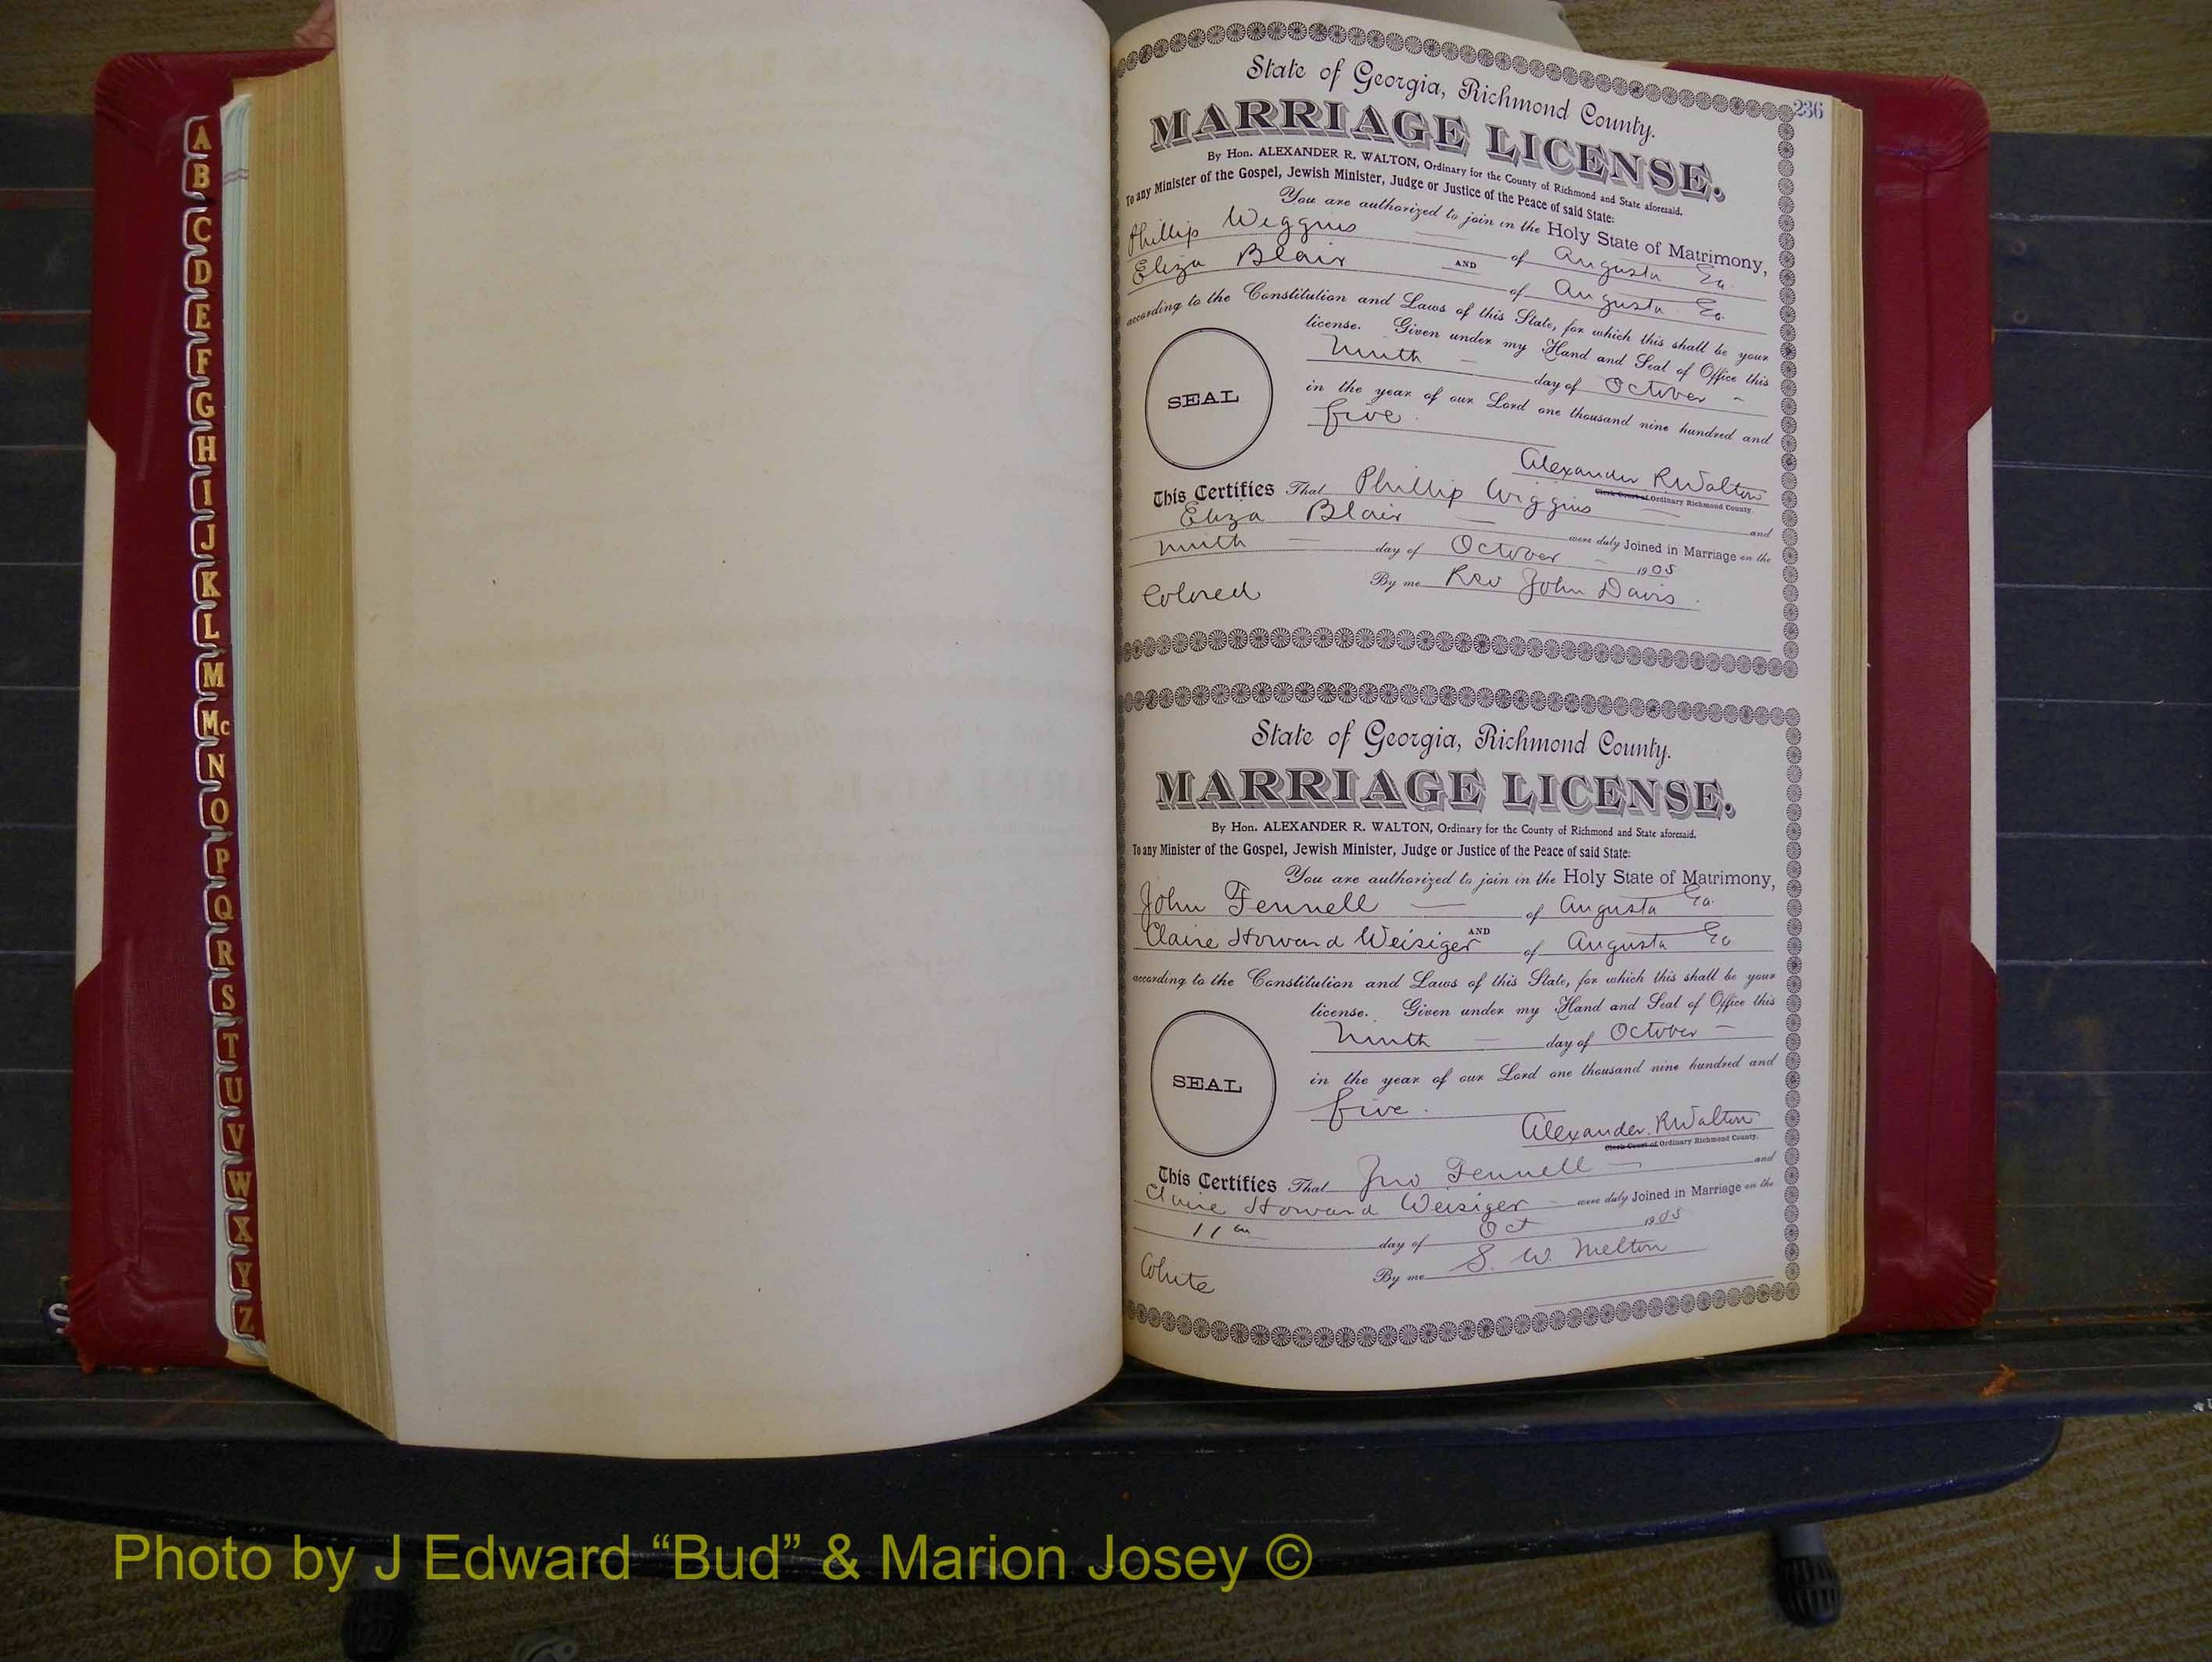 A
B
C
D
E
F
G
H
I
J
K
L
M
Mc
N
O
P
Q
R
S
T
U
V
W
X
Y
Z
236
State of Georgia, Richmond County.
MARRIAGE LICENSE.
By Hon. ALEXANDER R. WALTON, Ordinary for the County of Richmond and State aforesaid.
To any Minister of the Gospel, Jewish Minister, Judge or Justice of the Peace of said State:
You are authorized to join in the Holy State of Matrimony,
Phillip Wiggins of Augusta Ga.
AND
Eliza Blair of Augusta Ga.
according to the Constitution and Laws of this State, for which this shall be your
license. Given under my Hand and Seal of Office this
Ninth day of October
in the year of our Lord one thousand nine hundred and
five.
SEAL
Alexander R Walton
Clerk Court of Ordinary Richmond County.
This Certifies That Phillip Wiggins and
Eliza Blair were duly Joined in Marriage on the
ninth day of October 1905
By me Rev John Davis.
Colored
State of Georgia, Richmond County.
MARRIAGE LICENSE.
By Hon. ALEXANDER R. WALTON, Ordinary for the County of Richmond and State aforesaid.
To any Minister of the Gospel, Jewish Minister, Judge or Justice of the Peace of said State:
You are authorized to join in the Holy State of Matrimony,
John Fennell of Augusta Ga.
AND
Claire Howard Weisiger of Augusta Ga
according to the Constitution and Laws of this State, for which this shall be your
license. Given under my Hand and Seal of Office this
Ninth day of October
in the year of our Lord one thousand nine hundred and
five.
SEAL
Alexander R Walton
Clerk Court of Ordinary Richmond County.
This Certifies That Jno Fennell and
Claire Howard Weisiger were duly Joined in Marriage on the
11th day of Oct 1905
By me S. W. Melton
White
Photo by J Edward “Bud” & Marion Josey ©